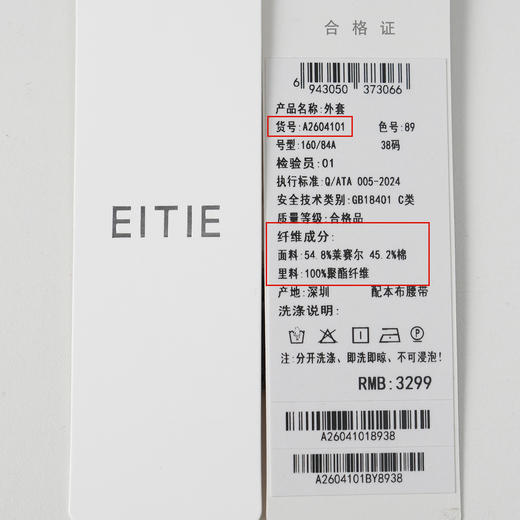 EITIE
合格证
6 943050 373066
产品名称:外套
货号:A2604101 色号:89
号型:160/84A 38码
检验员:01
执行标准:Q/ATA 005-2024
安全技术类别:GB18401 C类
质量等级:合格品
纤维成分:
面料:54.8%莱赛尔 45.2%棉
里料:100%聚酯纤维
产地:深圳 配本布腰带
洗涤说明:
注:分开洗涤、即洗即晾、不可浸泡!
RMB:3299
A26041018938
A2604101BY8938